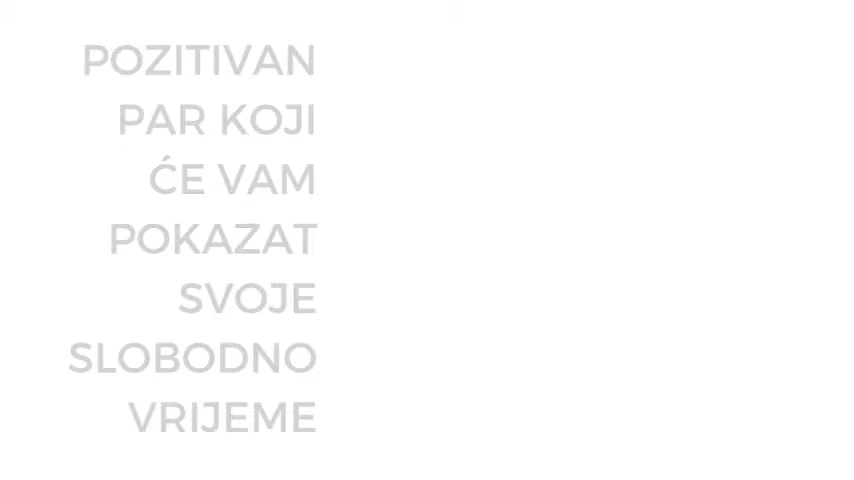 POZITIVAN
PAR KOJI
ĆE VAM
POKAZAT
SVOJE
SLOBODNO
VRIJEME